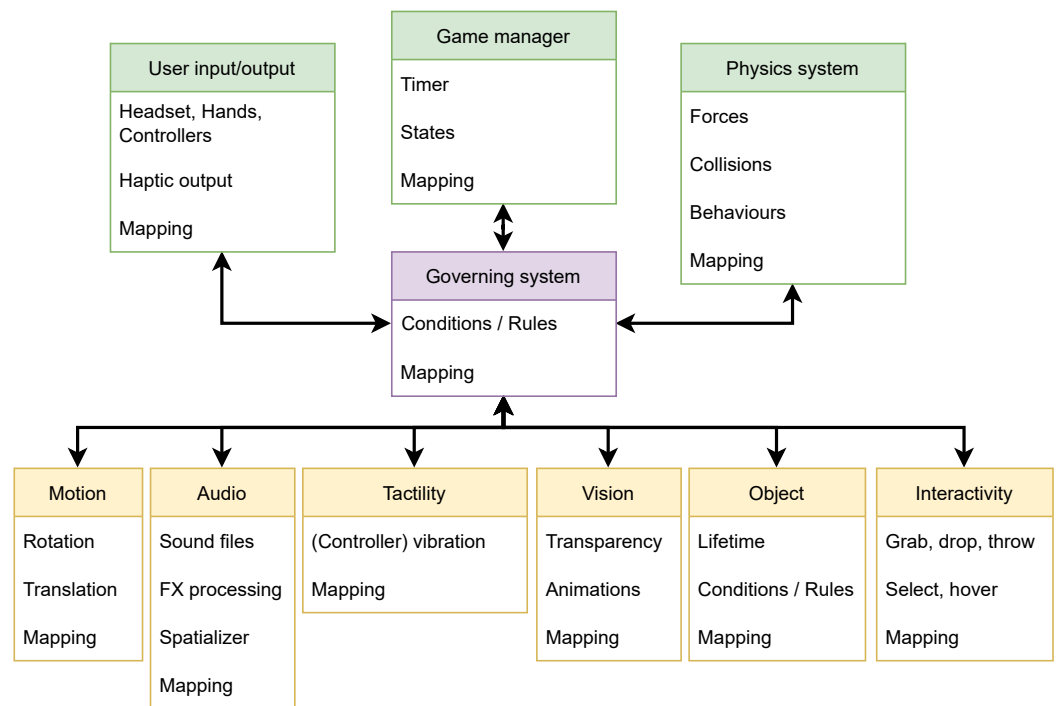 Game manager
Timer
States
Mapping
User input/output
Headset, Hands,
Controllers
Haptic output
Mapping
Physics system
Forces
Collisions
Behaviours
Mapping
Governing system
Conditions / Rules
Mapping
Motion
Rotation
Translation
Mapping
Audio
Sound files
FX processing
Spatializer
Mapping
Tactility
(Controller) vibration
Mapping
Vision
Transparency
Animations
Mapping
Object
Lifetime
Conditions / Rules
Mapping
Interactivity
Grab, drop, throw
Select, hover
Mapping